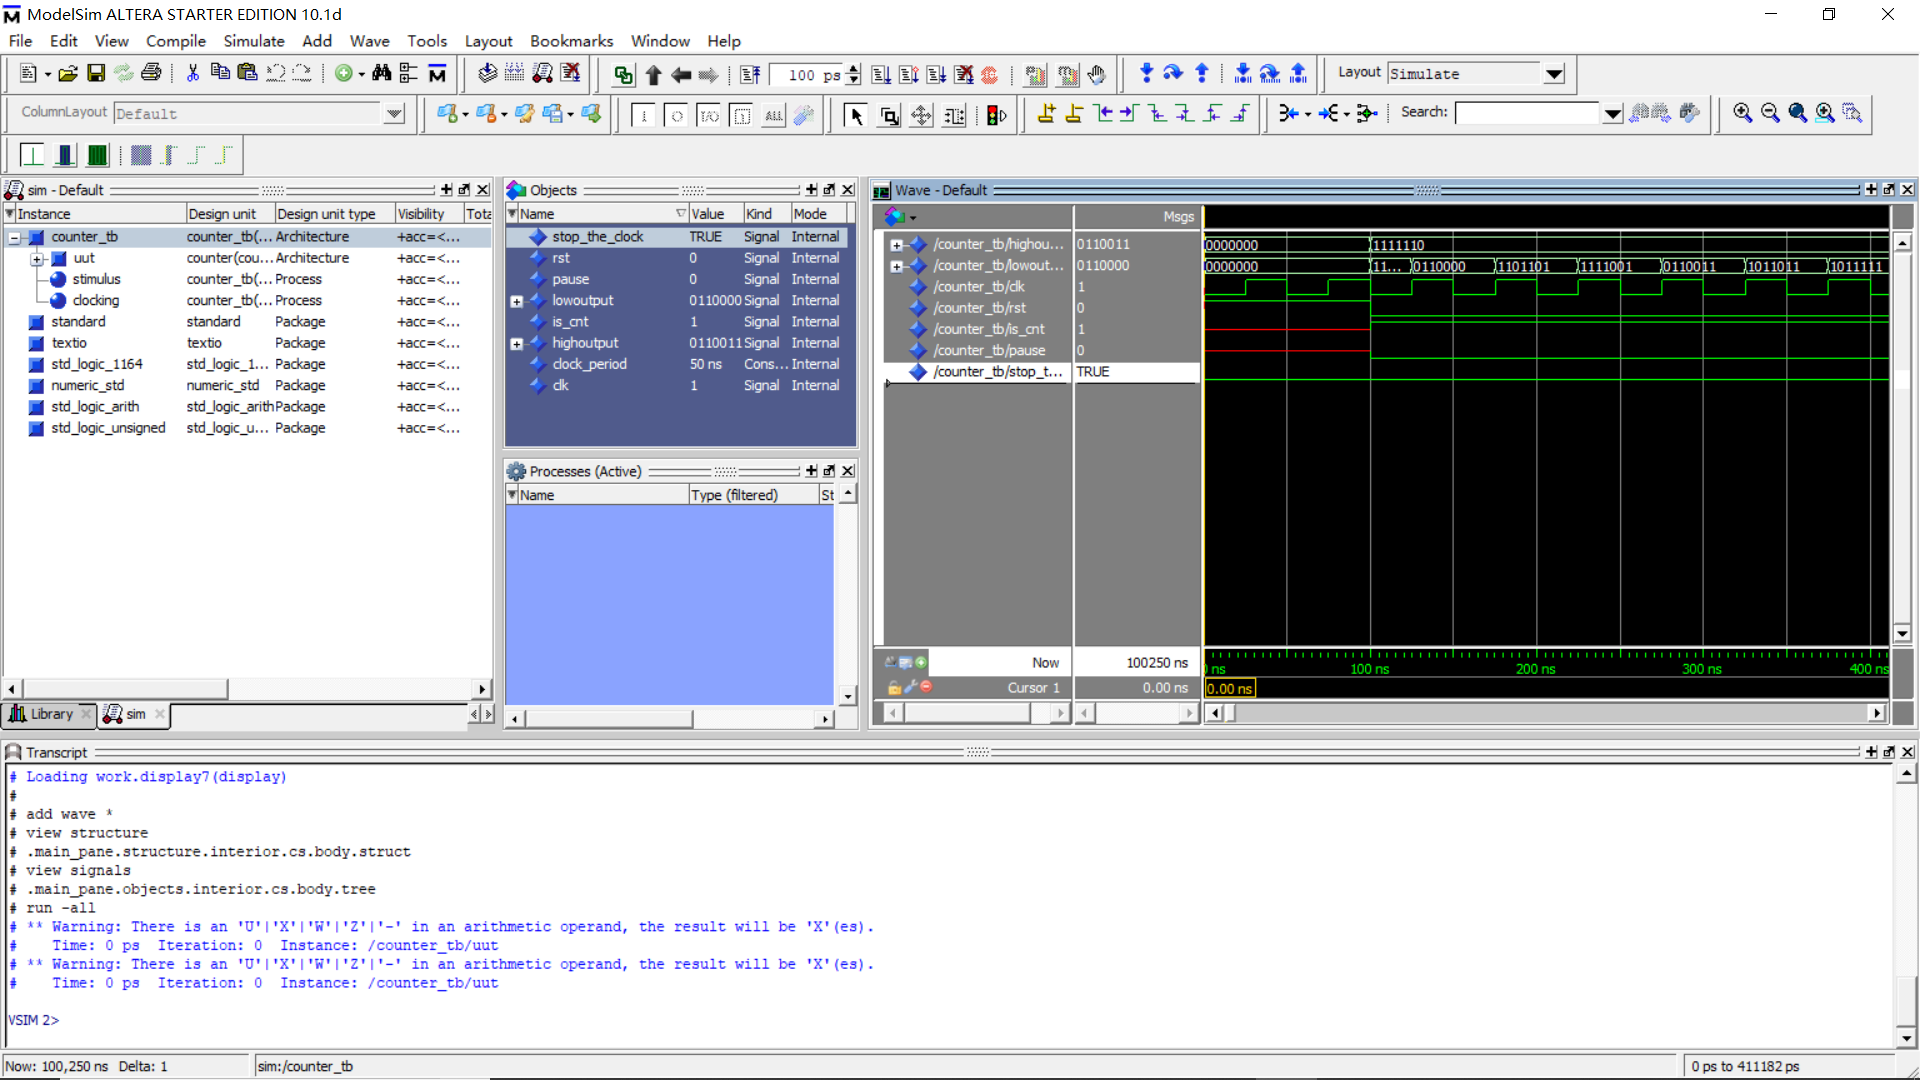 ModelSim ALTERA STARTER EDITION 10.1d
File Edit View Compile Simulate Add Wave Tools Layout Bookmarks Window Help
100 ps
Layout Simulate
ColumnLayout Default
ALL
Search:
sim - Default
Instance Design unit Design unit type Visibility Tota
counter_tb counter_tb(... Architecture +acc=<...
uut counter(cou... Architecture +acc=<...
stimulus counter_tb(... Process +acc=<...
clocking counter_tb(... Process +acc=<...
standard standard Package +acc=<...
textio textio Package +acc=<...
std_logic_1164 std_logic_1... Package +acc=<...
numeric_std numeric_std Package +acc=<...
std_logic_arith std_logic_arith Package +acc=<...
std_logic_unsigned std_logic_u... Package +acc=<...
Library sim
Objects
Name Value Kind Mode
stop_the_clock TRUE Signal Internal
rst 0 Signal Internal
pause 0 Signal Internal
lowoutput 0110000 Signal Internal
is_cnt 1 Signal Internal
highoutput 0110011 Signal Internal
clock_period 50 ns Cons... Internal
clk 1 Signal Internal
Processes (Active)
Name Type (filtered) St
Wave - Default
Msgs
/counter_tb/highou... 0110011 0000000 1111110
/counter_tb/lowout... 0110000 0000000 11... 0110000 1101101 1111001 0110011 1011011 1011111
/counter_tb/clk 1
/counter_tb/rst 0
/counter_tb/is_cnt 1
/counter_tb/pause 0
/counter_tb/stop_t... TRUE
Now 100250 ns ns 100 ns 200 ns 300 ns 400 ns
Cursor 1 0.00 ns 0.00 ns
Transcript
# Loading work.display7(display)
#
# add wave *
# view structure
# .main_pane.structure.interior.cs.body.struct
# view signals
# .main_pane.objects.interior.cs.body.tree
# run -all
# ** Warning: There is an 'U'|'X'|'W'|'Z'|'-' in an arithmetic operand, the result will be 'X'(es).
# Time: 0 ps Iteration: 0 Instance: /counter_tb/uut
# ** Warning: There is an 'U'|'X'|'W'|'Z'|'-' in an arithmetic operand, the result will be 'X'(es).
# Time: 0 ps Iteration: 0 Instance: /counter_tb/uut
VSIM 2>
Now: 100,250 ns Delta: 1 sim:/counter_tb 0 ps to 411182 ps